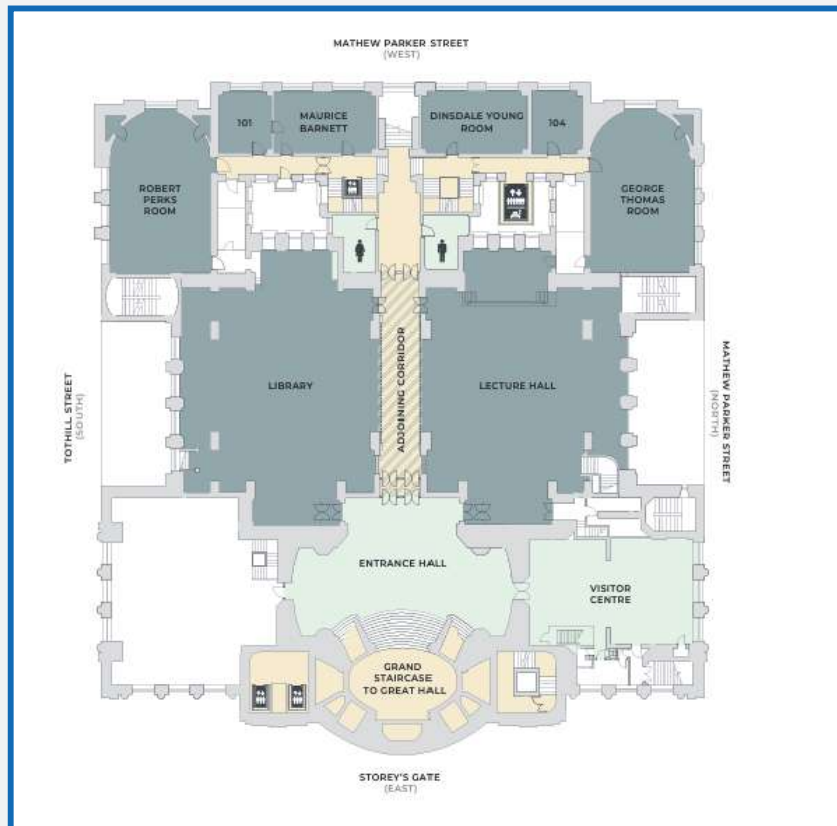 MATHEW PARKER STREET
(WEST)
101
MAURICE
BARNETT
DINSDALE YOUNG
ROOM
104
ROBERT
PERKS
ROOM
GEORGE
THOMAS
ROOM
TOTHILL STREET
(SOUTH)
LIBRARY
ADJOINING CORRIDOR
LECTURE HALL
MATHEW PARKER STREET
(NORTH)
ENTRANCE HALL
VISITOR
CENTRE
GRAND
STAIRCASE
TO GREAT HALL
STOREY'S GATE
(EAST)